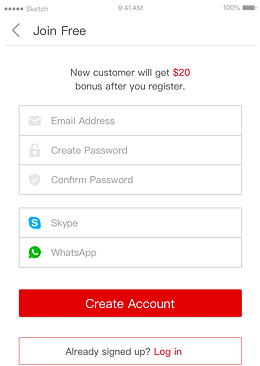 Sketch 9:41 AM 100%
Join Free
New customer will get $20
bonus after you register.
Email Address
Create Password
Confirm Password
Skype
WhatsApp
Create Account
Already signed up? Log in